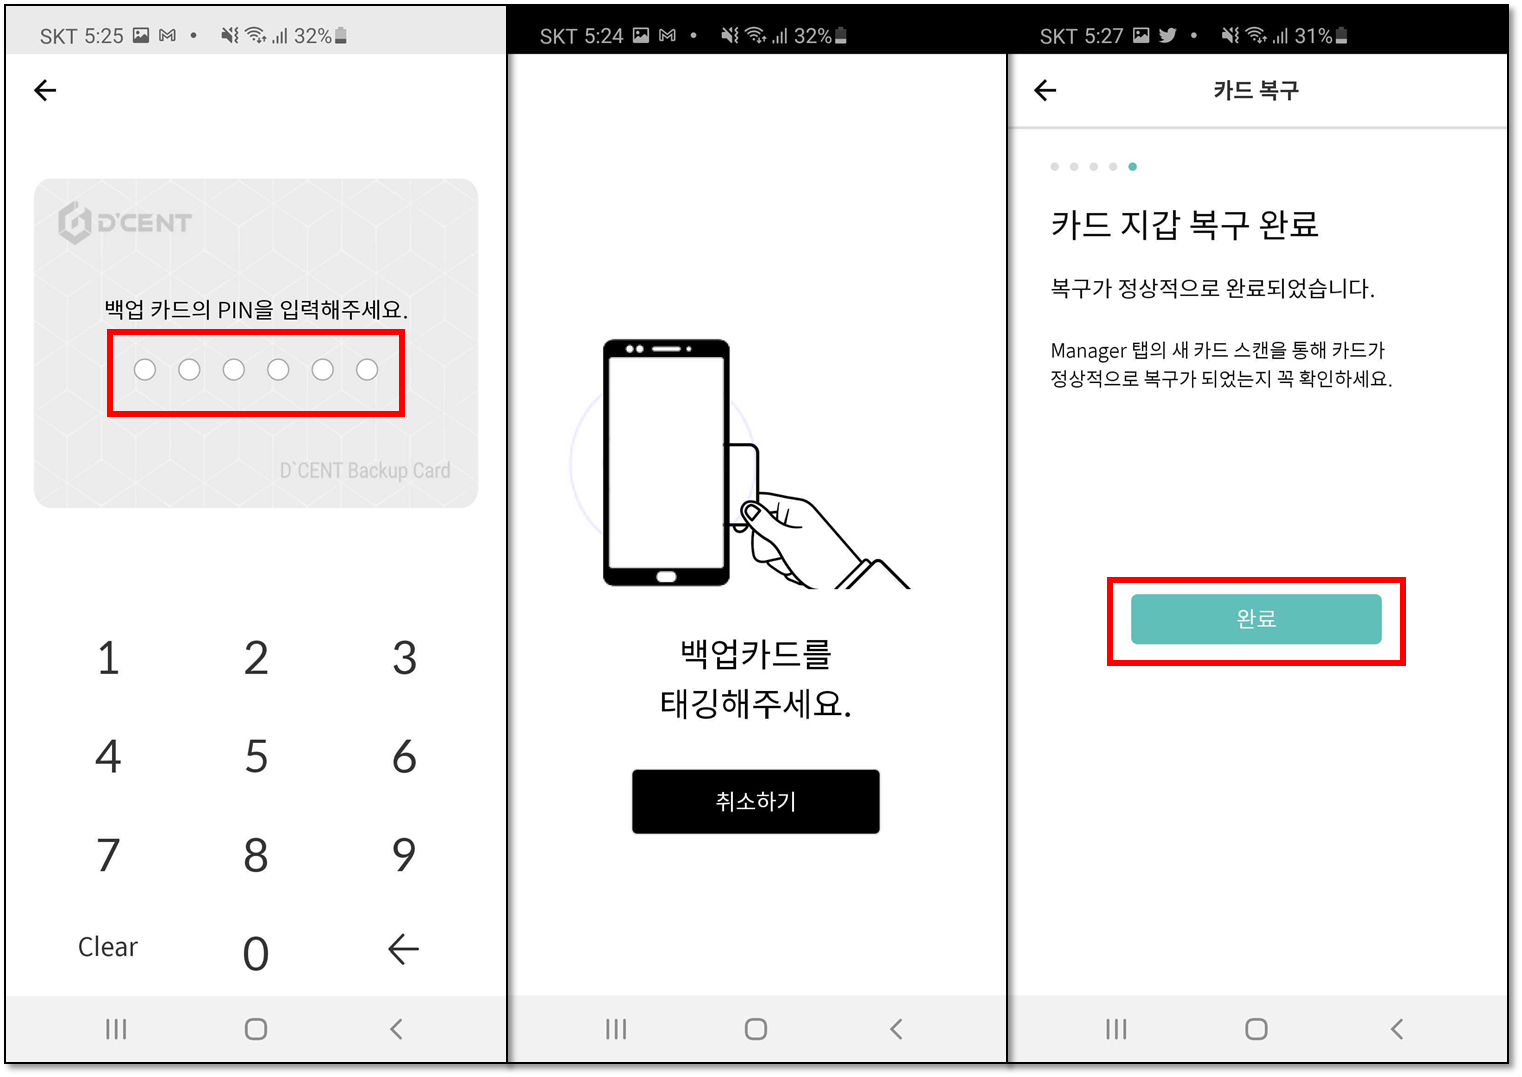 SKT 5:25
32%
D'CENT
백업 카드의 PIN을 입력해주세요.
D`CENT Backup Card
1 2 3
4 5 6
7 8 9
Clear 0
SKT 5:24
32%
백업카드를
태깅해주세요.
취소하기
SKT 5:27
31%
카드 복구
카드 지갑 복구 완료
복구가 정상적으로 완료되었습니다.
Manager 탭의 새 카드 스캔을 통해 카드가
정상적으로 복구가 되었는지 꼭 확인하세요.
완료